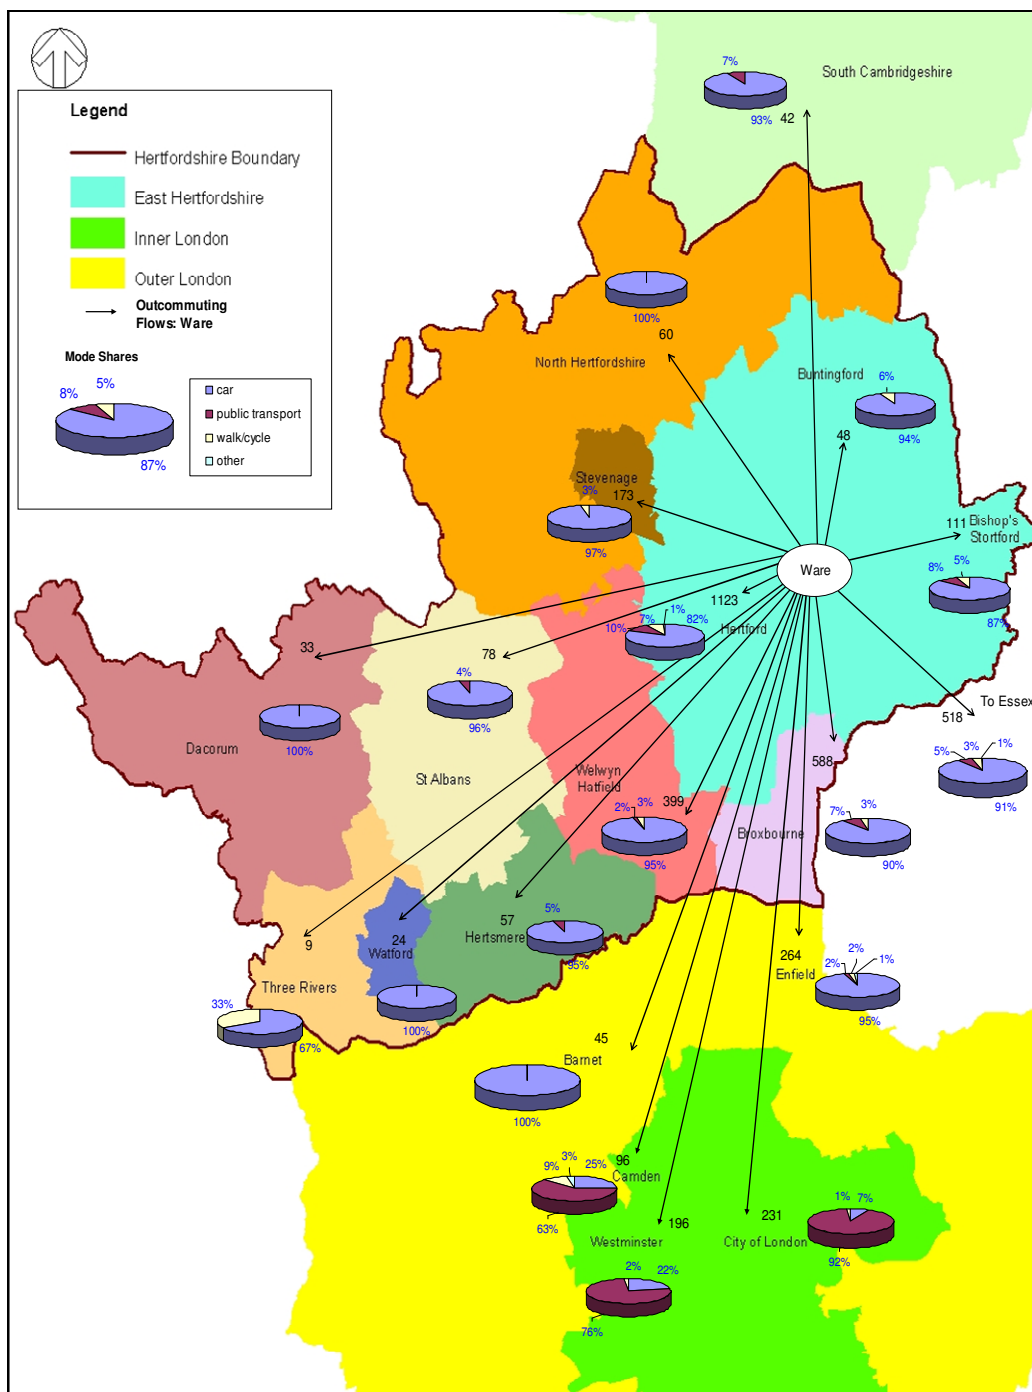 South Cambridgeshire
7%
93%
42
Legend
Hertfordshire Boundary
East Hertfordshire
Inner London
Outer London
Outcommuting
Flows: Ware
Mode Shares
8%
5%
87%
car
public transport
walk/cycle
other
100%
60
North Hertfordshire
Buntingford
6%
94%
48
Stevenage
3%
173
97%
111
Bishop's
Stortford
8%
5%
87%
Ware
1123
Hertford
10%
7%
1%
82%
33
100%
Dacorum
78
4%
96%
St Albans
Welwyn
Hatfield
399
2%
3%
95%
To Essex
518
5%
3%
1%
91%
588
Broxbourne
7%
3%
90%
57
Hertsmere
5%
95%
24
Watford
100%
9
Three Rivers
33%
67%
264
Enfield
2%
2%
1%
95%
45
Barnet
100%
96
Camden
9%
3%
25%
63%
196
Westminster
2%
22%
76%
231
City of London
1%
7%
92%